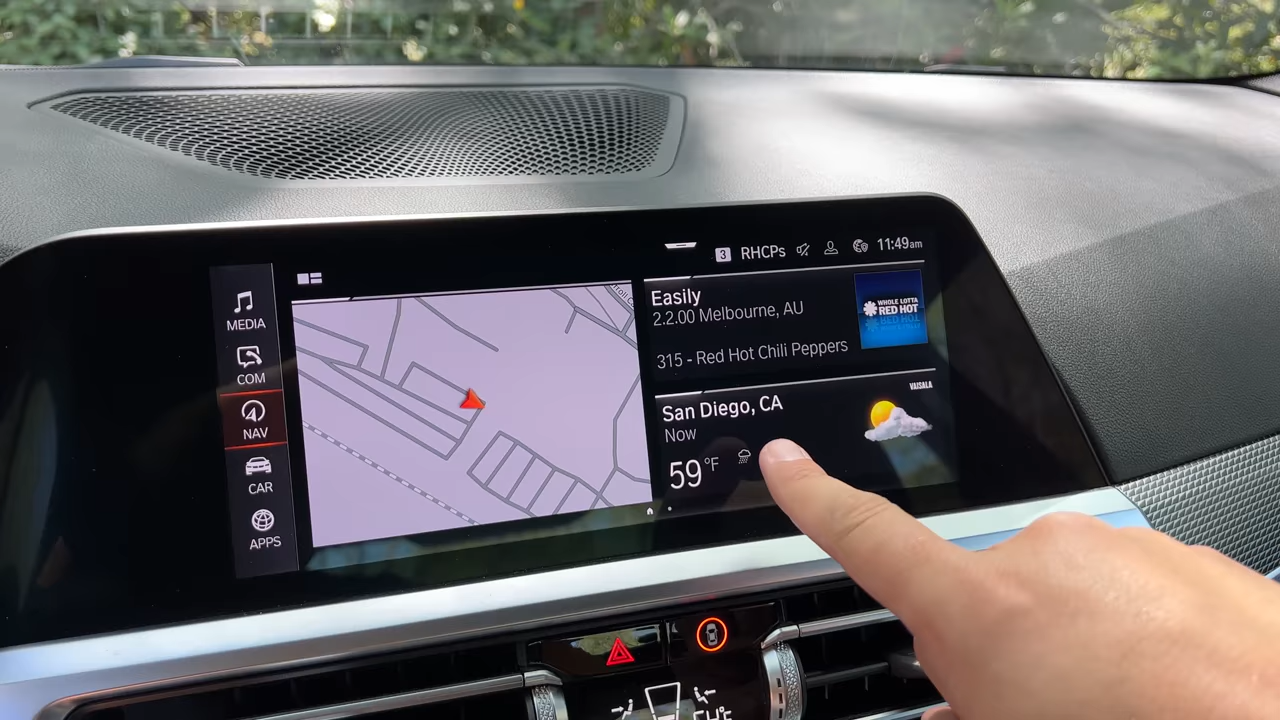 3 RHCPs 11:49am
MEDIA
COM
NAV
CAR
APPS
Easily
2.2.00 Melbourne, AU
315 - Red Hot Chili Peppers
WHOLE LOTTA
RED HOT
VAISALA
San Diego, CA
Now
59 °F